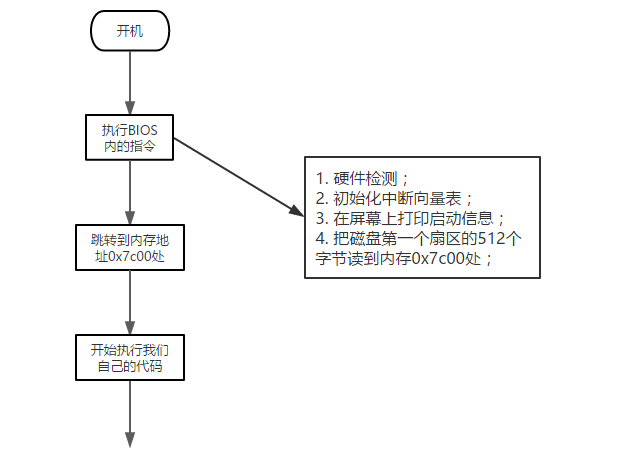 开机
执行BIOS
内的指令
1. 硬件检测；
2. 初始化中断向量表；
3. 在屏幕上打印启动信息；
4. 把磁盘第一个扇区的512个
字节读到内存0x7c00处；
跳转到内存地
址0x7c00处
开始执行我们
自己的代码